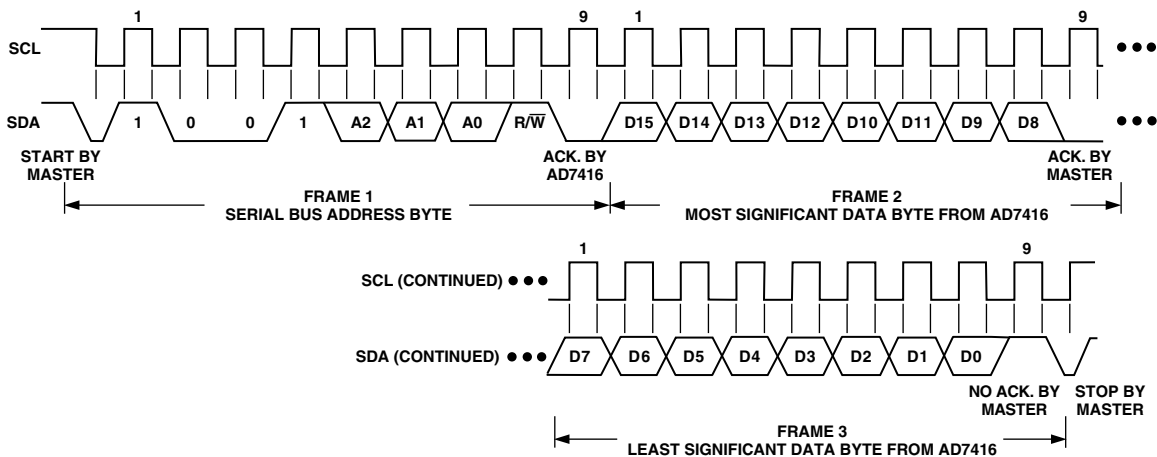 1 9 1 9
SCL
SDA 1 0 0 1 A2 A1 A0 R/W̅ D15 D14 D13 D12 D10 D11 D9 D8
START BY
MASTER
ACK. BY
AD7416
ACK. BY
MASTER
FRAME 1
SERIAL BUS ADDRESS BYTE
FRAME 2
MOST SIGNIFICANT DATA BYTE FROM AD7416
1 9
SCL (CONTINUED)
SDA (CONTINUED) D7 D6 D5 D4 D3 D2 D1 D0
NO ACK. BY
MASTER
STOP BY
MASTER
FRAME 3
LEAST SIGNIFICANT DATA BYTE FROM AD7416